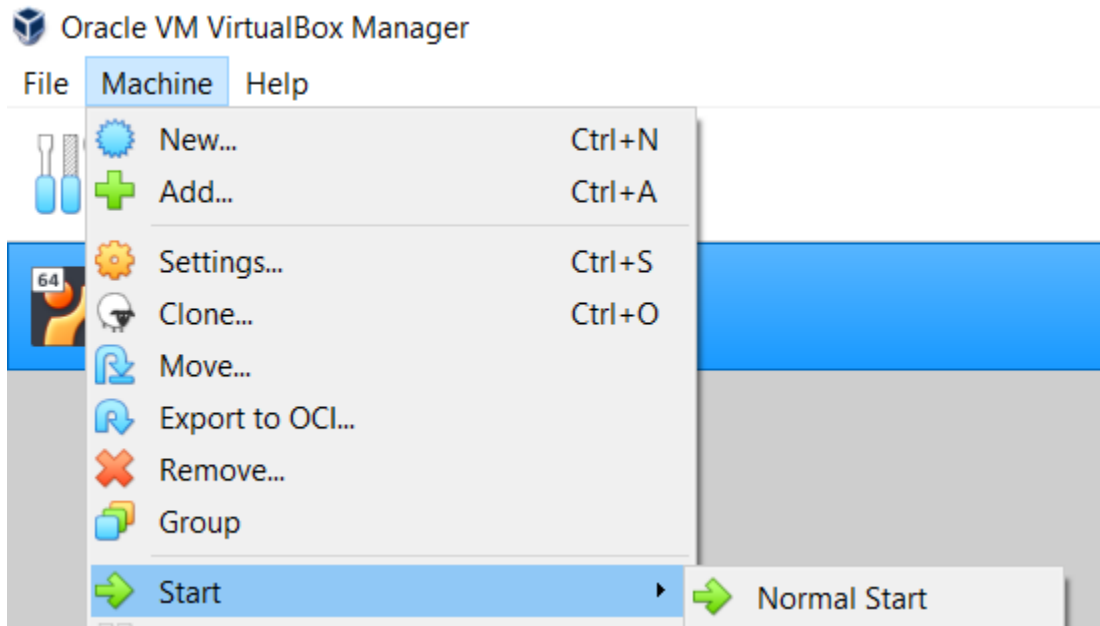 Oracle VM VirtualBox Manager
File Machine Help
New... Ctrl+N
Add... Ctrl+A
Settings... Ctrl+S
64
Clone... Ctrl+O
Move...
Export to OCI...
Remove...
Group
Start
Normal Start